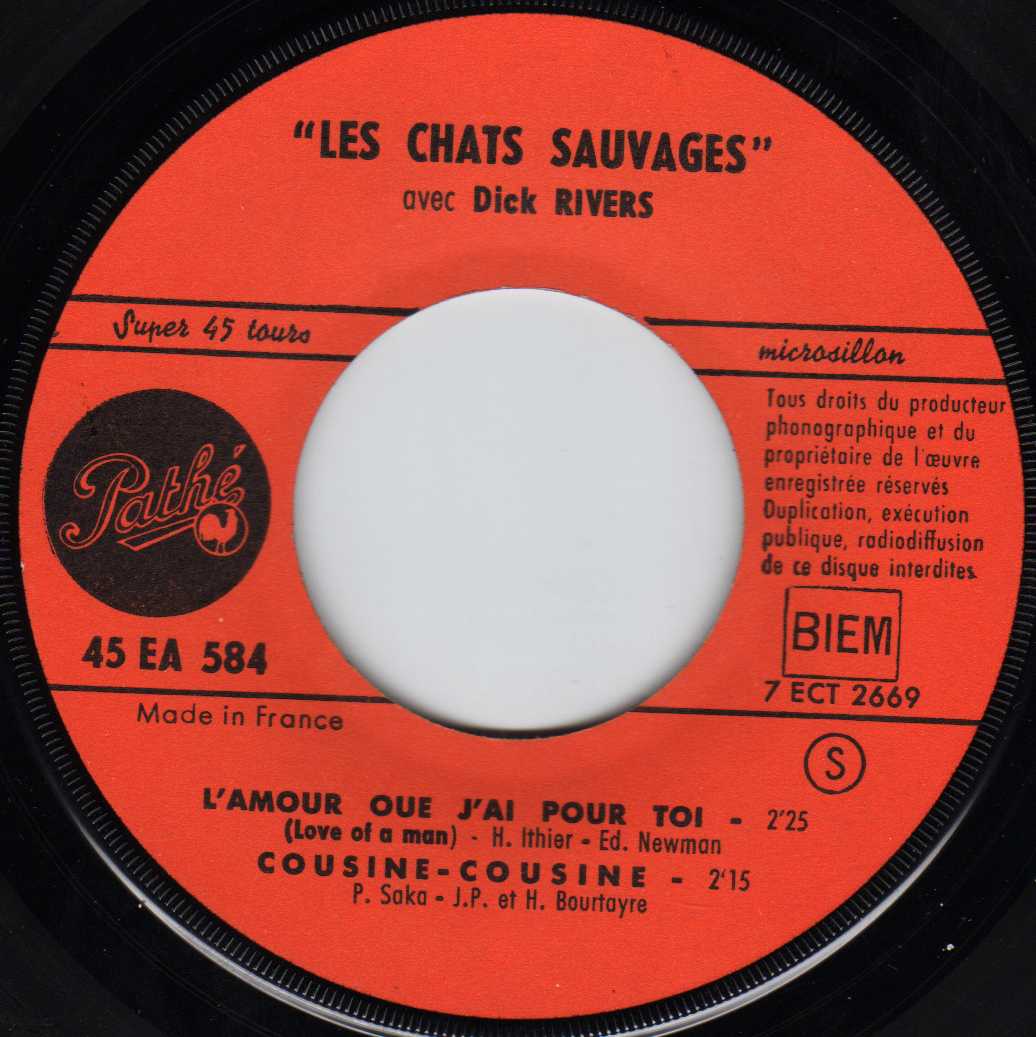 "LES CHATS SAUVAGES"
avec Dick RIVERS
Super 45 tours
microsillon
Tous droits du producteur
phonographique et du
propriétaire de l'œuvre
enregistrée réservés
Duplication, exécution
publique, radiodiffusion
de ce disque interdites.
Pathé
45 EA 584
BIEM
7 ECT 2669
Made in France
S
L'AMOUR QUE J'AI POUR TOI - 2'25
(Love of a man) - H. Ithier - Ed. Newman
COUSINE-COUSINE - 2'15
P. Saka - J.P. et H. Bourtayre